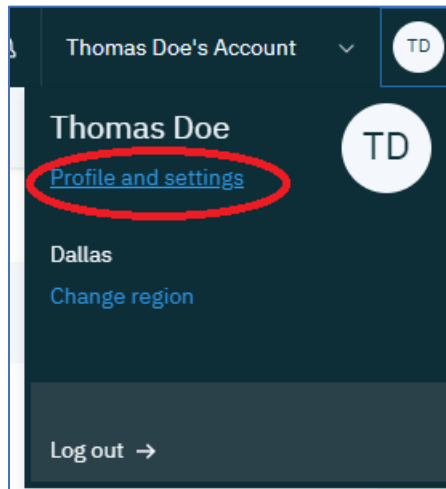 Thomas Doe's Account
TD
Thomas Doe
TD
Profile and settings
Dallas
Change region
Log out →